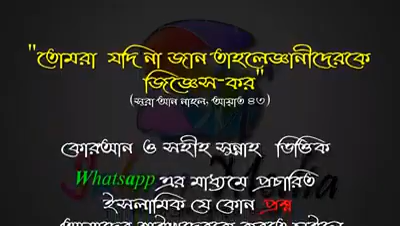 "তোমরা যদি না জান তাহলেজ্ঞানীদেরকে
জিজ্ঞেস-কর"
(সূরা আন নাহল, আয়াত ৪৩)
কোরআন ও সহীহ সুন্নাহ ভিত্তিক
Whatsapp এর মাধ্যমে প্রচারিত
ইসলামিক যে কোন প্রশ্ন